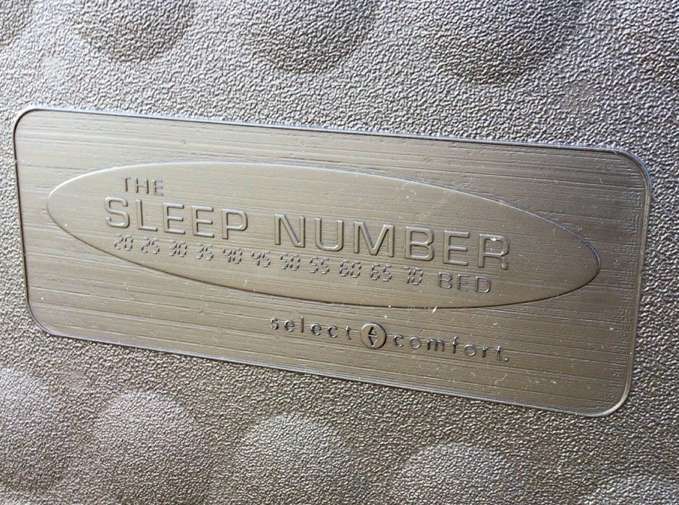 THE
SLEEP NUMBER
20 25 30 35 40 45 50 55 60 65 70 BED
select comfort.